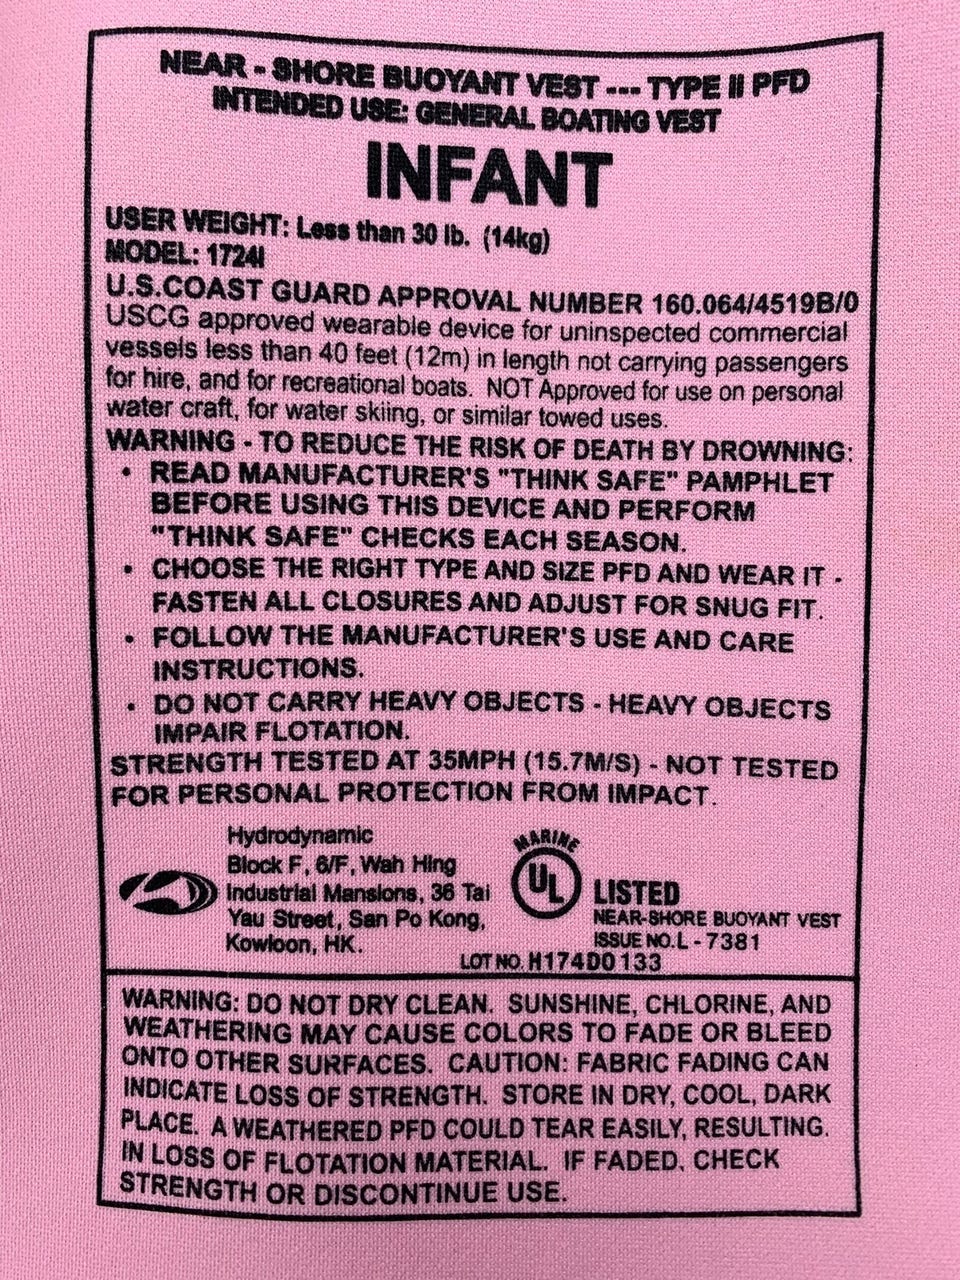 NEAR - SHORE BUOYANT VEST --- TYPE II PFD
INTENDED USE: GENERAL BOATING VEST
INFANT
USER WEIGHT: Less than 30 lb. (14kg)
MODEL: 1724I
U.S.COAST GUARD APPROVAL NUMBER 160.064/4519B/0
USCG approved wearable device for uninspected commercial
vessels less than 40 feet (12m) in length not carrying passengers
for hire, and for recreational boats. NOT Approved for use on personal
water craft, for water skiing, or similar towed uses.
WARNING - TO REDUCE THE RISK OF DEATH BY DROWNING:
• READ MANUFACTURER'S "THINK SAFE" PAMPHLET
BEFORE USING THIS DEVICE AND PERFORM
"THINK SAFE" CHECKS EACH SEASON.
• CHOOSE THE RIGHT TYPE AND SIZE PFD AND WEAR IT -
FASTEN ALL CLOSURES AND ADJUST FOR SNUG FIT.
• FOLLOW THE MANUFACTURER'S USE AND CARE
INSTRUCTIONS.
• DO NOT CARRY HEAVY OBJECTS - HEAVY OBJECTS
IMPAIR FLOTATION.
STRENGTH TESTED AT 35MPH (15.7M/S) - NOT TESTED
FOR PERSONAL PROTECTION FROM IMPACT.
Hydrodynamic
Block F, 6/F, Wah Hing
Industrial Mansions, 36 Tai
Yau Street, San Po Kong,
Kowloon, HK.
MARINE
UL
LISTED
NEAR-SHORE BUOYANT VEST
ISSUE NO. L - 7381
LOT NO. H174D0133
WARNING: DO NOT DRY CLEAN. SUNSHINE, CHLORINE, AND
WEATHERING MAY CAUSE COLORS TO FADE OR BLEED
ONTO OTHER SURFACES. CAUTION: FABRIC FADING CAN
INDICATE LOSS OF STRENGTH. STORE IN DRY, COOL, DARK
PLACE. A WEATHERED PFD COULD TEAR EASILY, RESULTING.
IN LOSS OF FLOTATION MATERIAL. IF FADED, CHECK
STRENGTH OR DISCONTINUE USE.